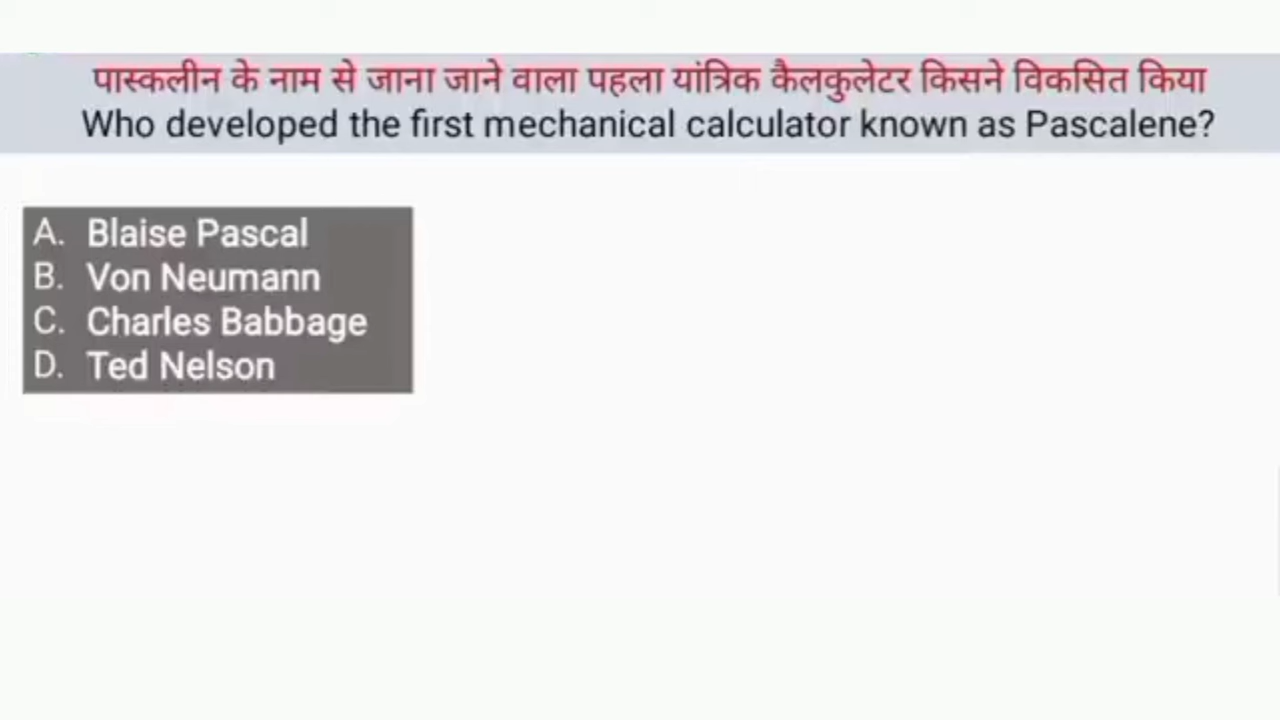 पास्कलीन के नाम से जाना जाने वाला पहला यांत्रिक कैलकुलेटर किसने विकसित किया
Who developed the first mechanical calculator known as Pascalene?
A. Blaise Pascal
B. Von Neumann
C. Charles Babbage
D. Ted Nelson